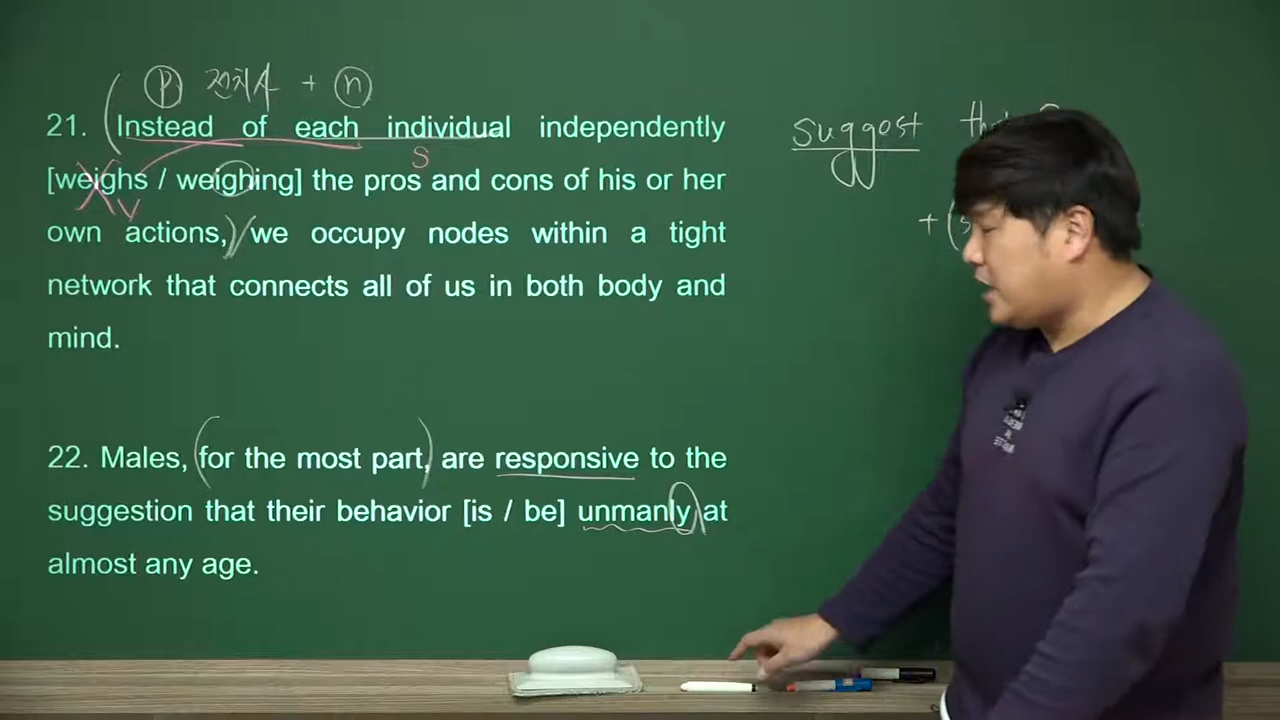 ⓟ 전치사 + ⓝ
21. Instead of each individual independently
S
[weighs / weighing] the pros and cons of his or her
V
own actions, we occupy nodes within a tight
network that connects all of us in both body and
mind.
22. Males, for the most part, are responsive to the
suggestion that their behavior [is / be] unmanly at
almost any age.
suggest
+ (s